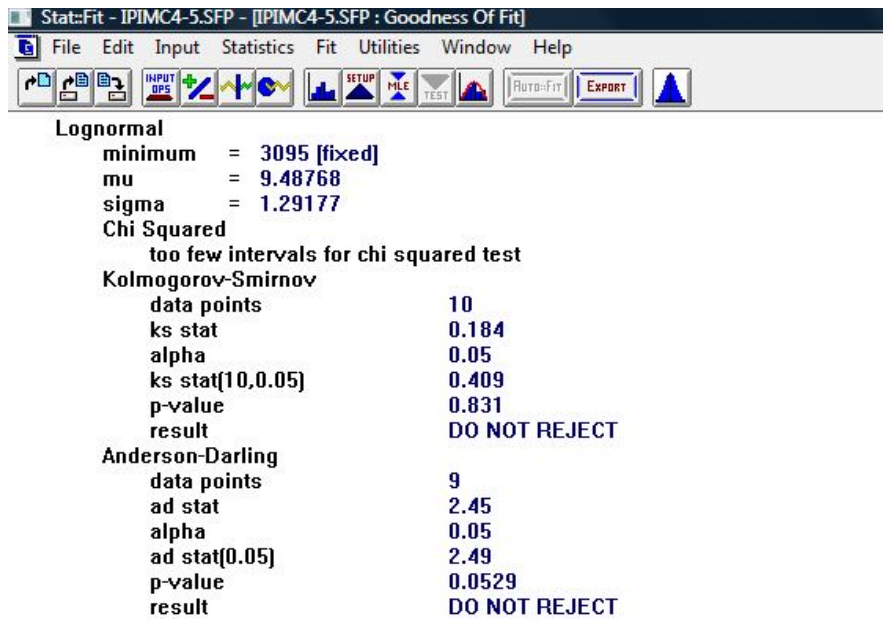 Stat::Fit - IPIMC4-5.SFP - [IPIMC4-5.SFP : Goodness Of Fit]
File Edit Input Statistics Fit Utilities Window Help
INPUT OPS SETUP MLE TEST AUTO::FIT EXPORT
Lognormal
minimum = 3095 [fixed]
mu = 9.48768
sigma = 1.29177
Chi Squared
too few intervals for chi squared test
Kolmogorov-Smirnov
data points 10
ks stat 0.184
alpha 0.05
ks stat(10,0.05) 0.409
p-value 0.831
result DO NOT REJECT
Anderson-Darling
data points 9
ad stat 2.45
alpha 0.05
ad stat(0.05) 2.49
p-value 0.0529
result DO NOT REJECT